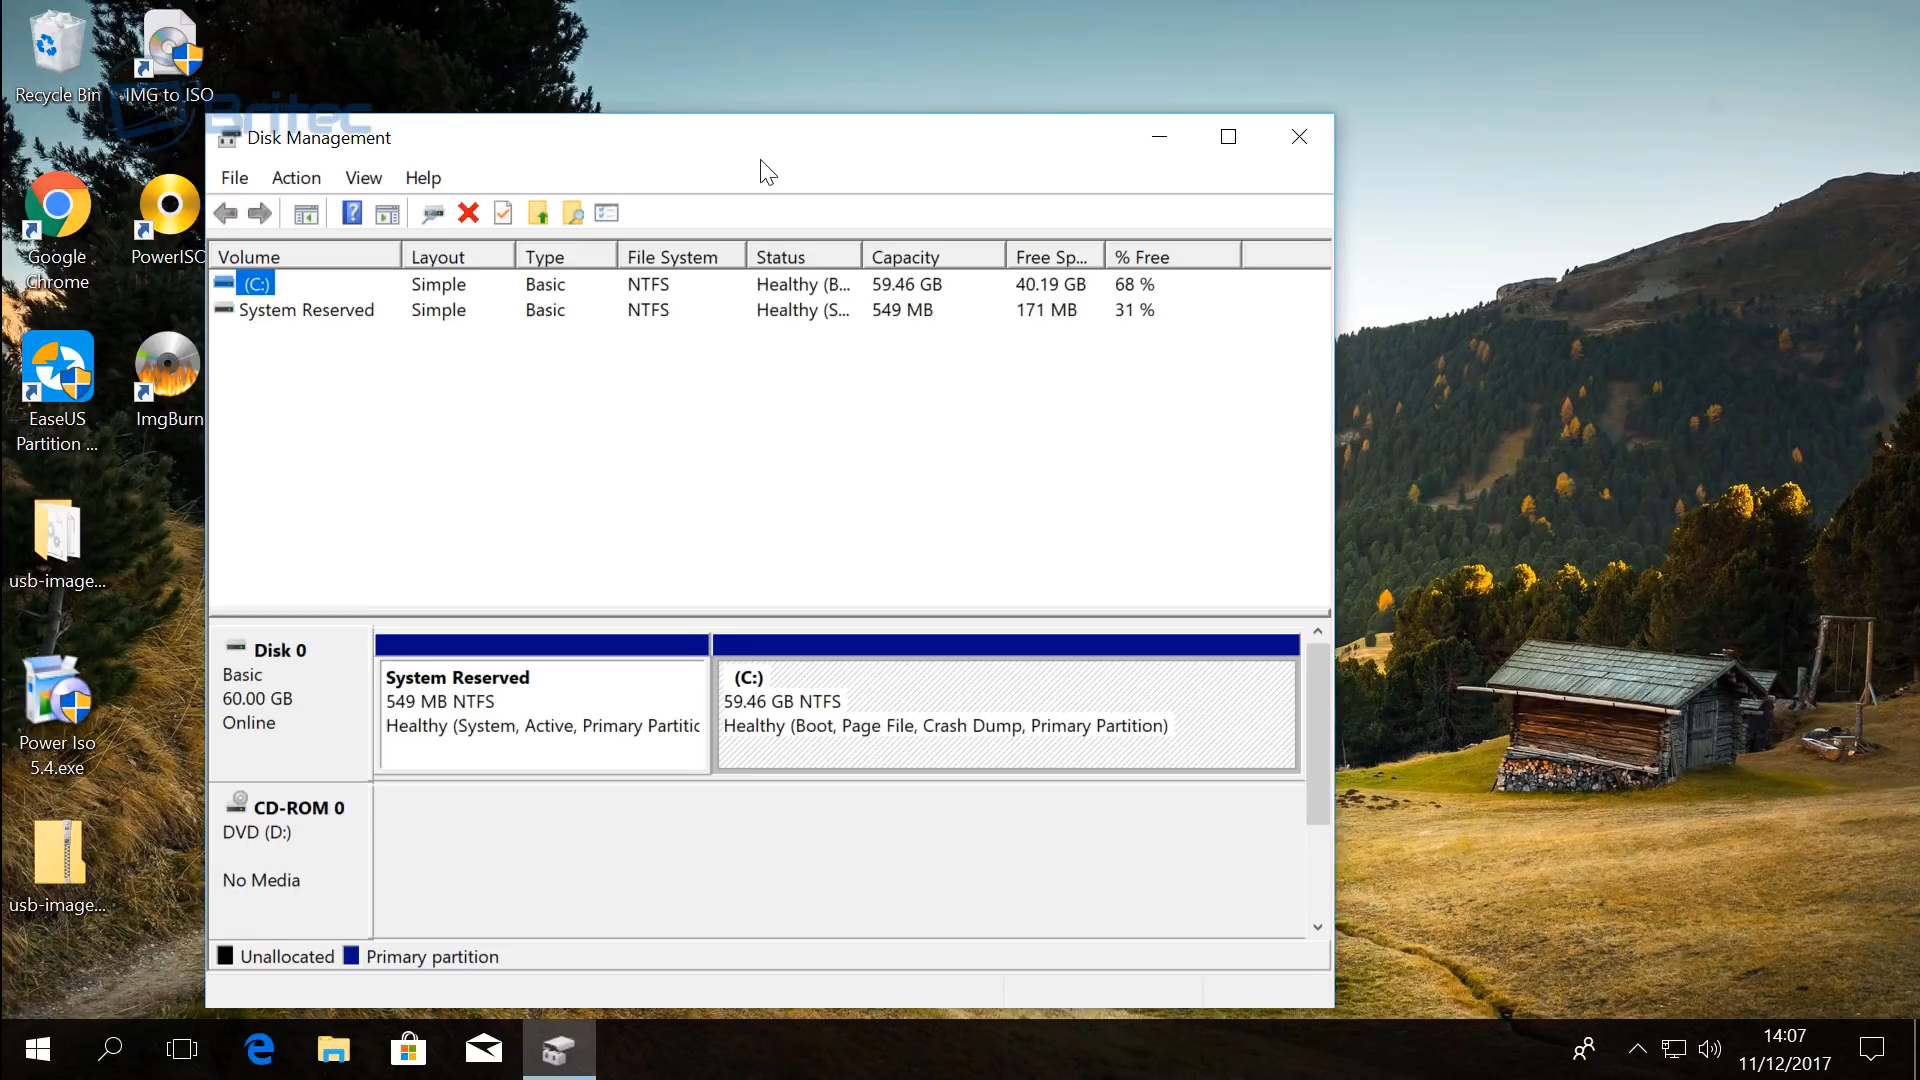 Recycle Bin
IMG to ISO
Britec
Google
Chrome
PowerISO
EaseUS
Partition ...
ImgBurn
usb-image...
Power Iso
5.4.exe
usb-image...
Disk Management
File Action View Help
Volume Layout Type File System Status Capacity Free Sp... % Free
(C:) Simple Basic NTFS Healthy (B... 59.46 GB 40.19 GB 68 %
System Reserved Simple Basic NTFS Healthy (S... 549 MB 171 MB 31 %
Disk 0
Basic
60.00 GB
Online
System Reserved
549 MB NTFS
Healthy (System, Active, Primary Partitic
(C:)
59.46 GB NTFS
Healthy (Boot, Page File, Crash Dump, Primary Partition)
CD-ROM 0
DVD (D:)
No Media
Unallocated Primary partition
14:07
11/12/2017